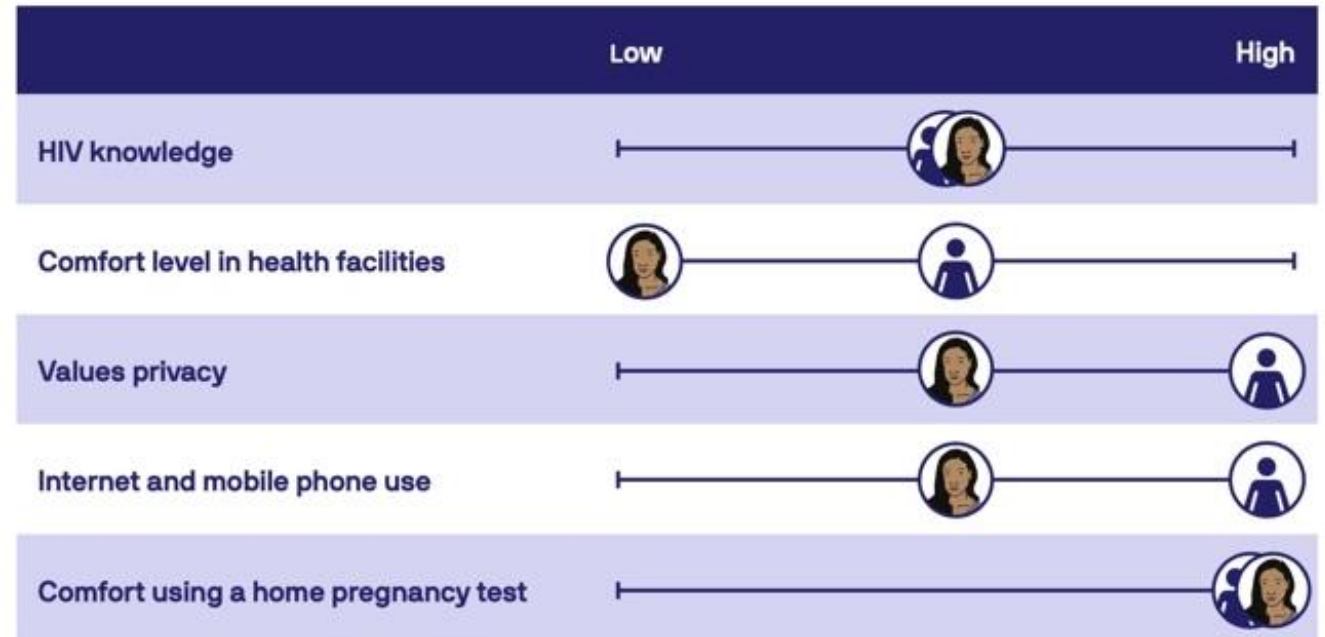 Low High
HIV knowledge
Comfort level in health facilities
Values privacy
Internet and mobile phone use
Comfort using a home pregnancy test